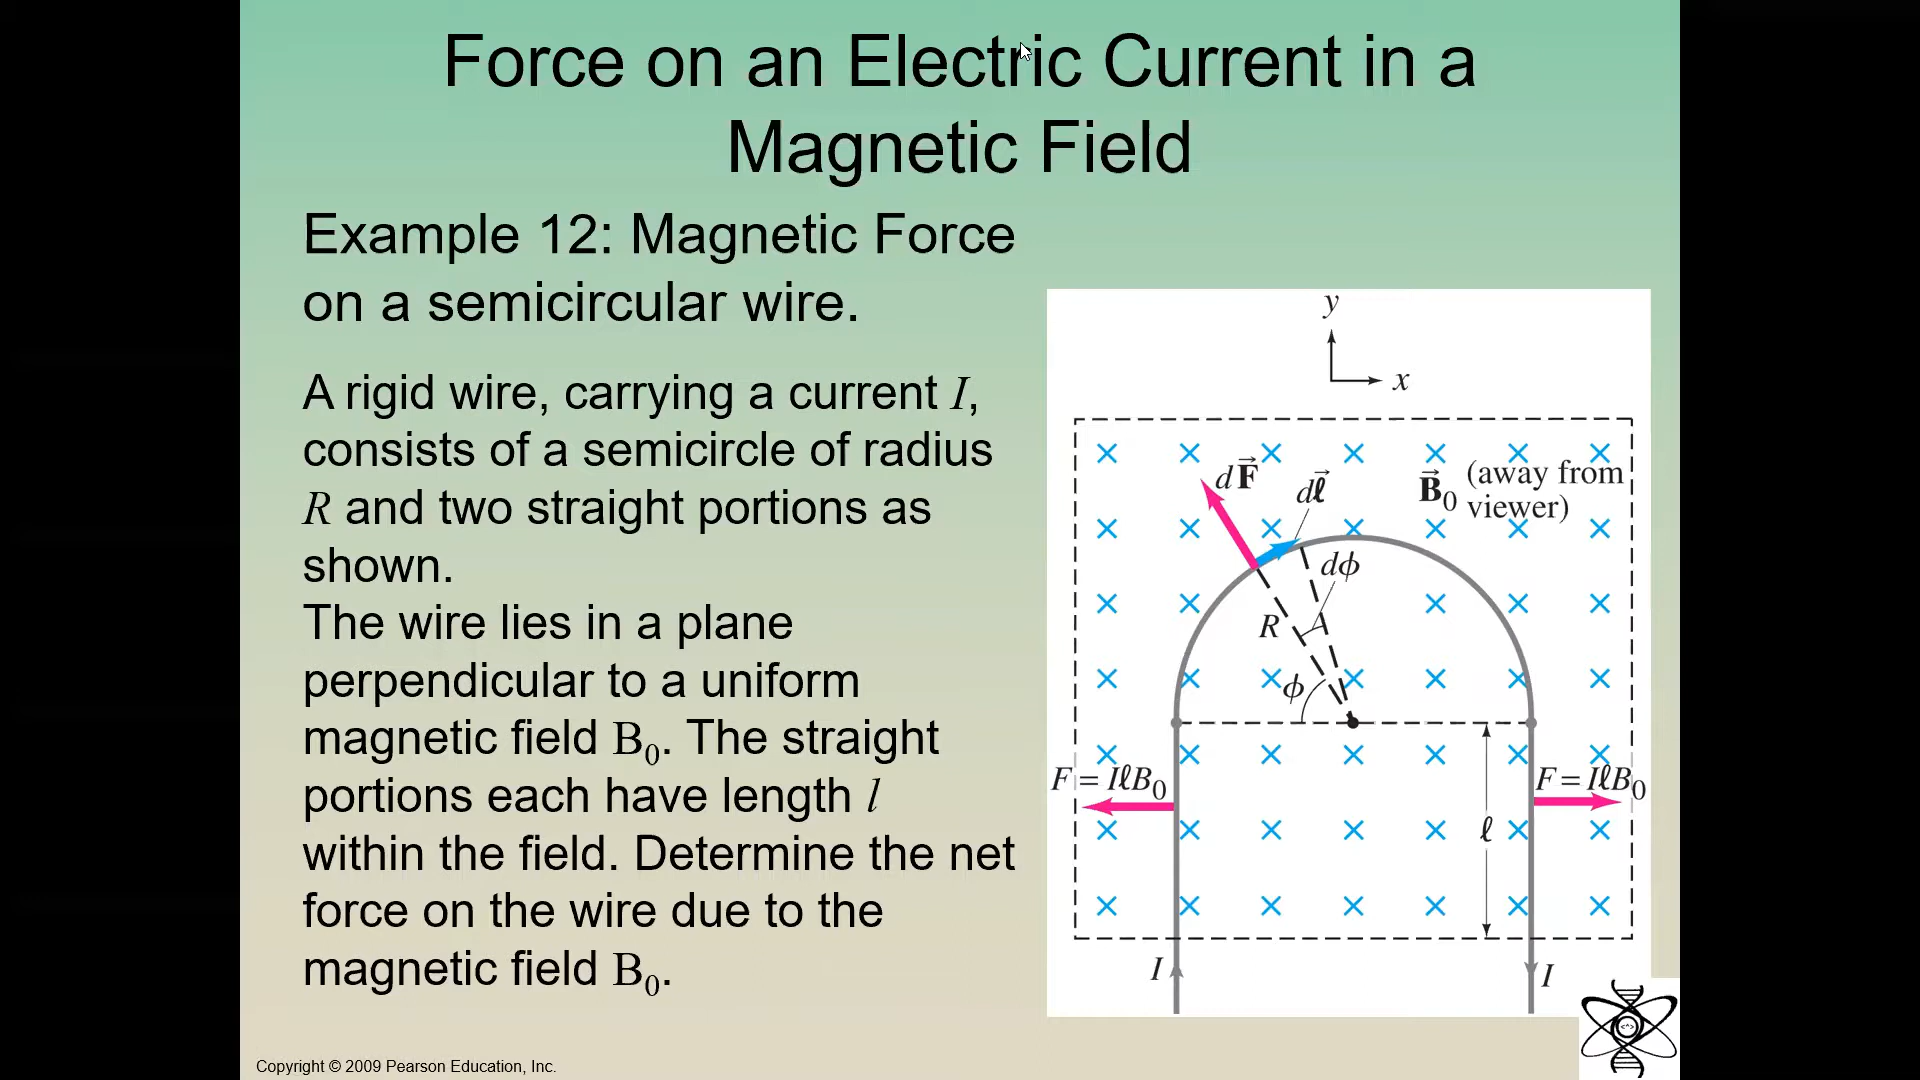 Force on an Electric Current in a
Magnetic Field
Example 12: Magnetic Force
on a semicircular wire.
A rigid wire, carrying a current I,
consists of a semicircle of radius
R and two straight portions as
shown.
The wire lies in a plane
perpendicular to a uniform
magnetic field B₀. The straight
portions each have length l
within the field. Determine the net
force on the wire due to the
magnetic field B₀.
y
x
dF⃗
dℓ⃗
B⃗₀ (away from
viewer)
dϕ
R
ϕ
F = IℓB₀
F = IℓB₀
ℓ
I
I
Copyright © 2009 Pearson Education, Inc.